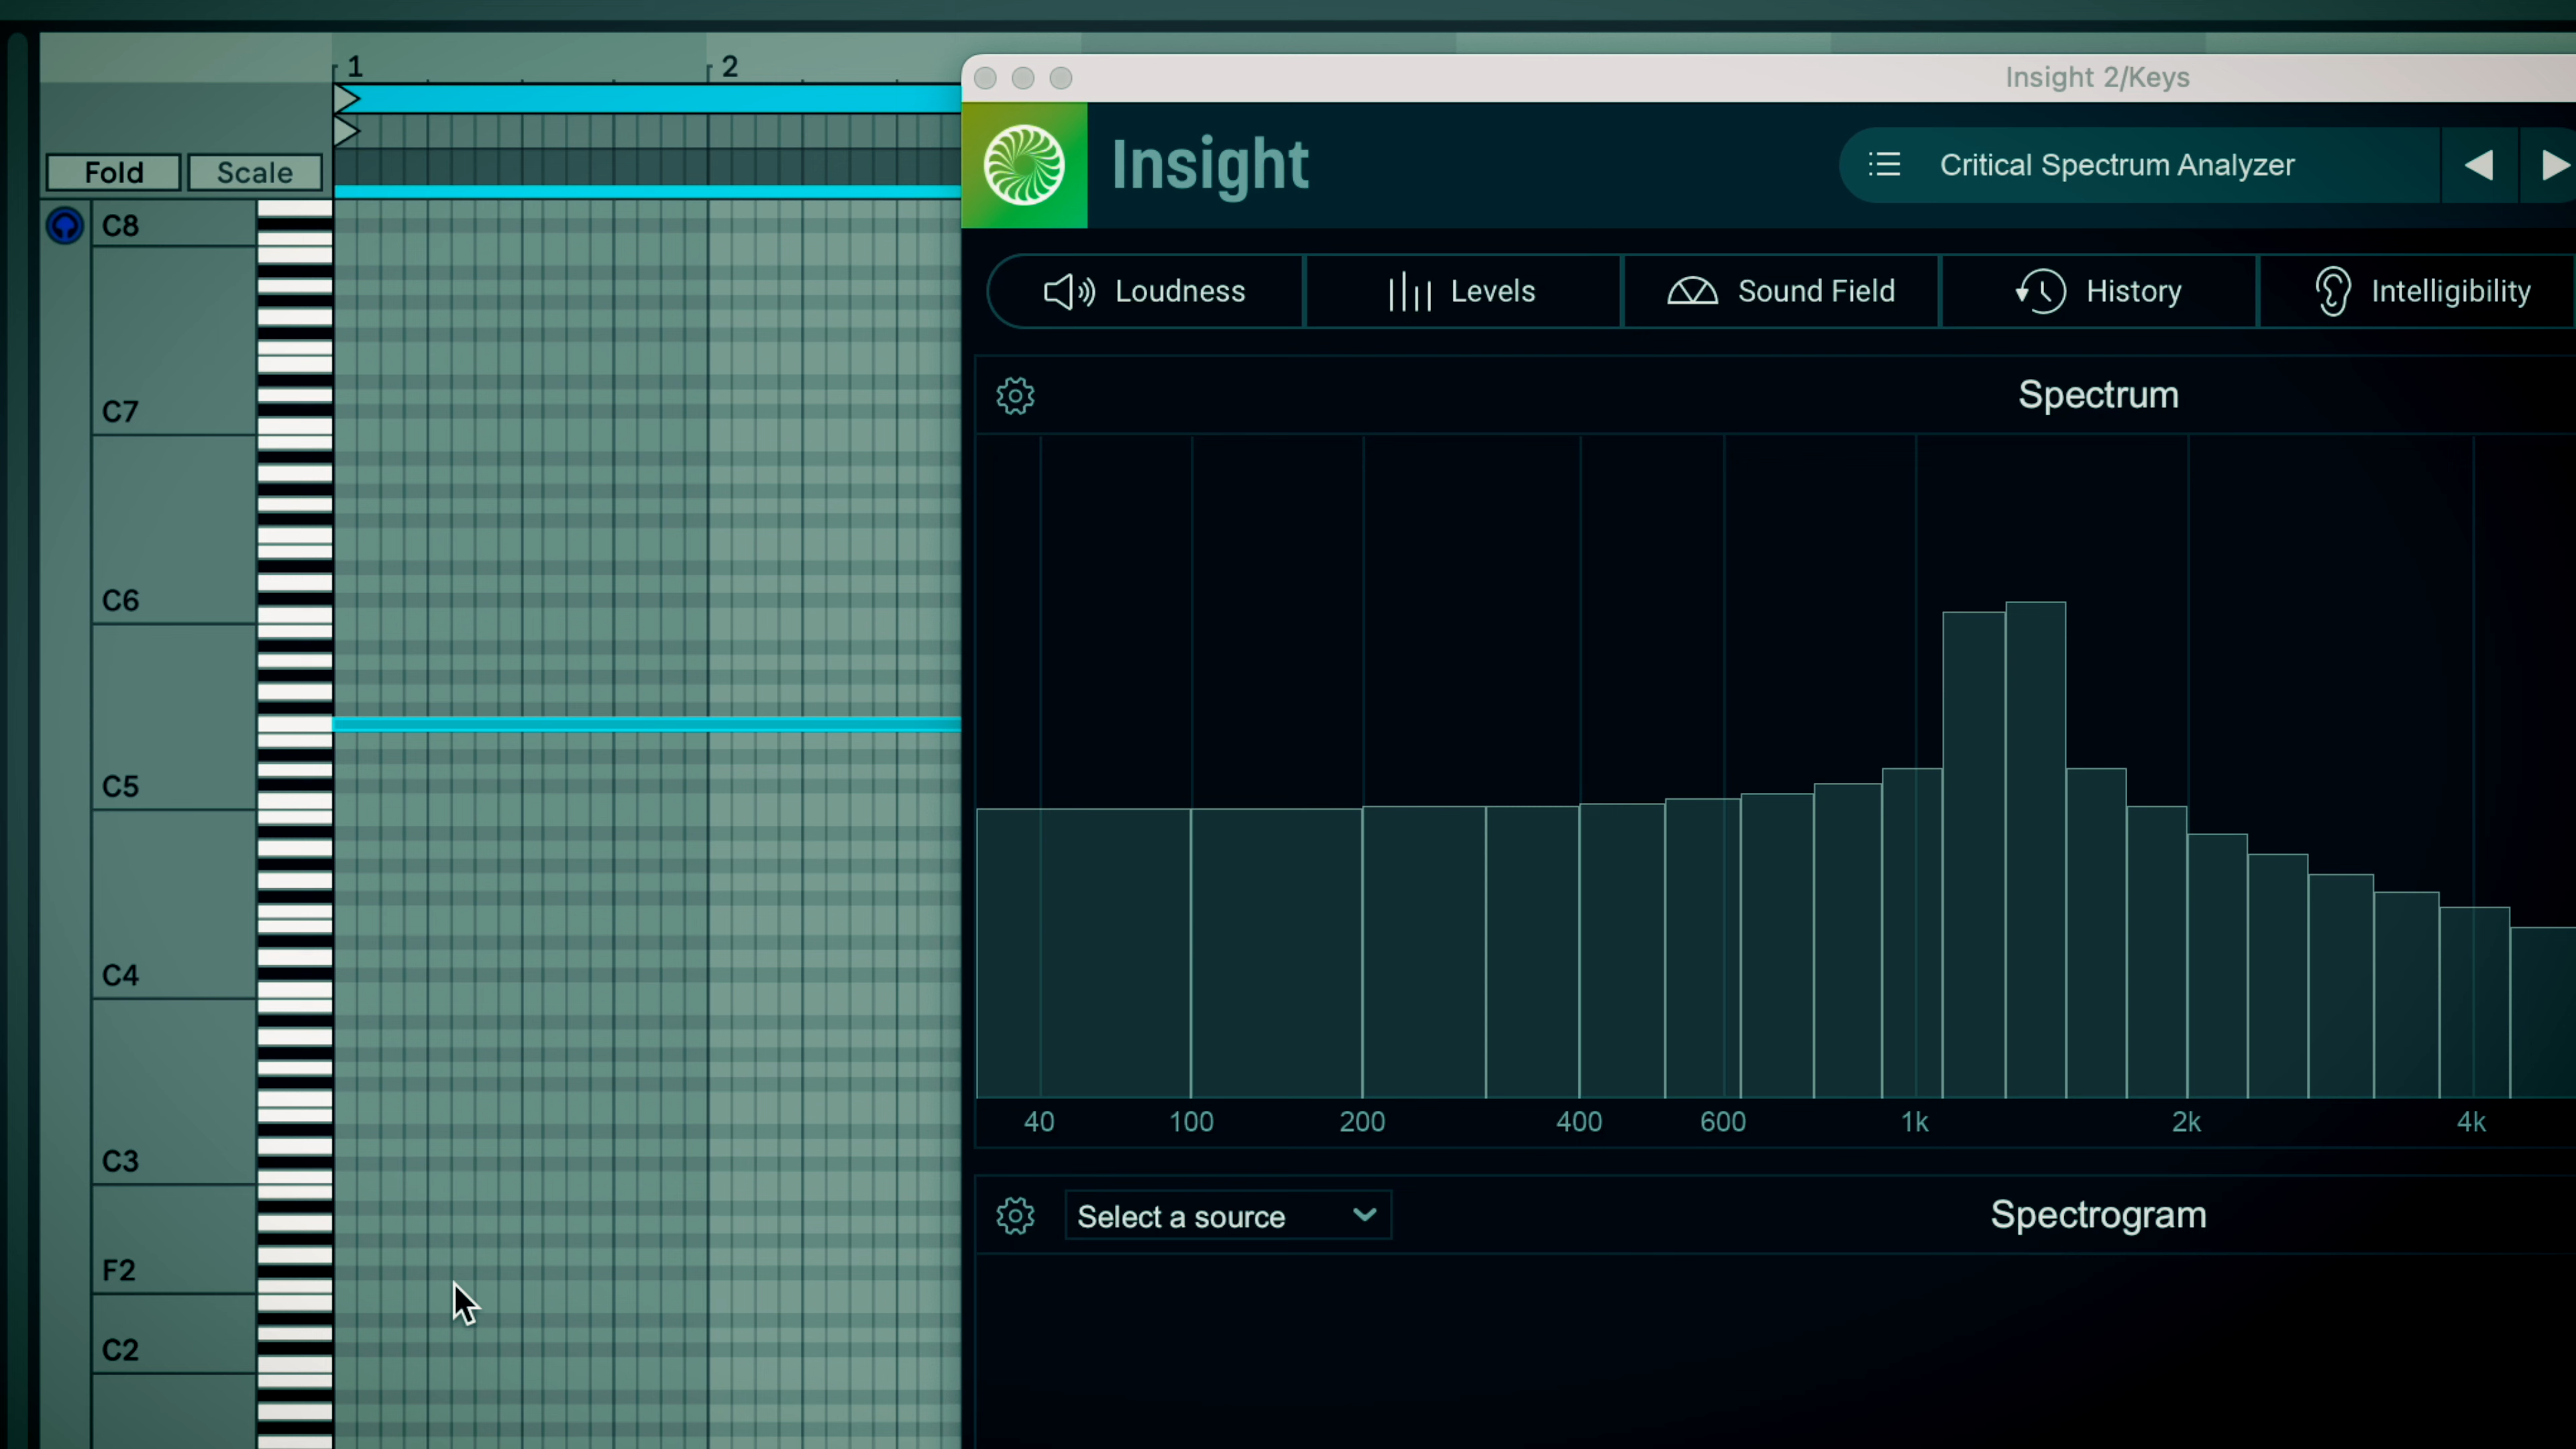 1
2
Fold
Scale
C8
C7
C6
C5
C4
C3
F2
C2
Insight 2/Keys
Insight
Critical Spectrum Analyzer
Loudness
Levels
Sound Field
History
Intelligibility
Spectrum
40 100 200 400 600 1k 2k 4k
Select a source
Spectrogram